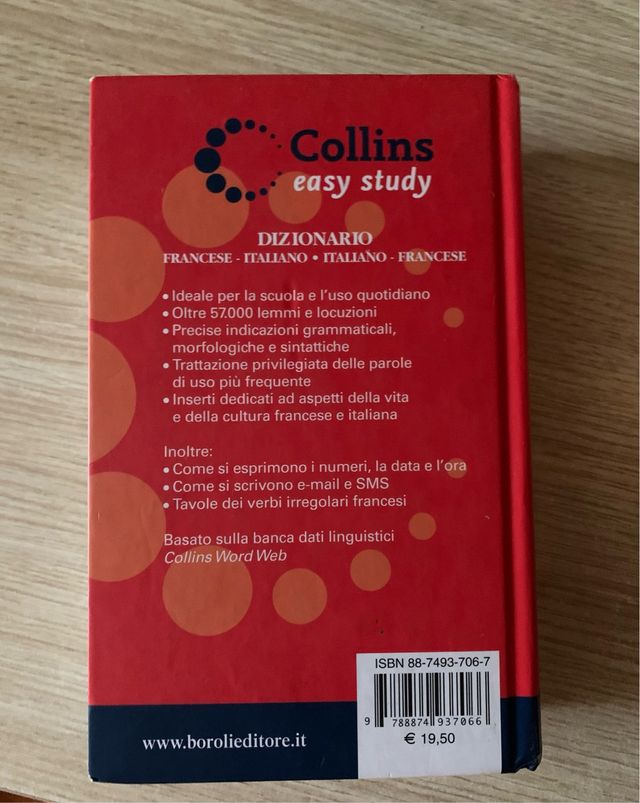 Collins
easy study
DIZIONARIO
FRANCESE - ITALIANO • ITALIANO - FRANCESE
• Ideale per la scuola e l'uso quotidiano
• Oltre 57.000 lemmi e locuzioni
• Precise indicazioni grammaticali,
morfologiche e sintattiche
• Trattazione privilegiata delle parole
di uso più frequente
• Inserti dedicati ad aspetti della vita
e della cultura francese e italiana
Inoltre:
• Come si esprimono i numeri, la data e l'ora
• Come si scrivono e-mail e SMS
• Tavole dei verbi irregolari francesi
Basato sulla banca dati linguistici
Collins Word Web
ISBN 88-7493-706-7
9 788874 937066
€ 19,50
www.borolieditore.it